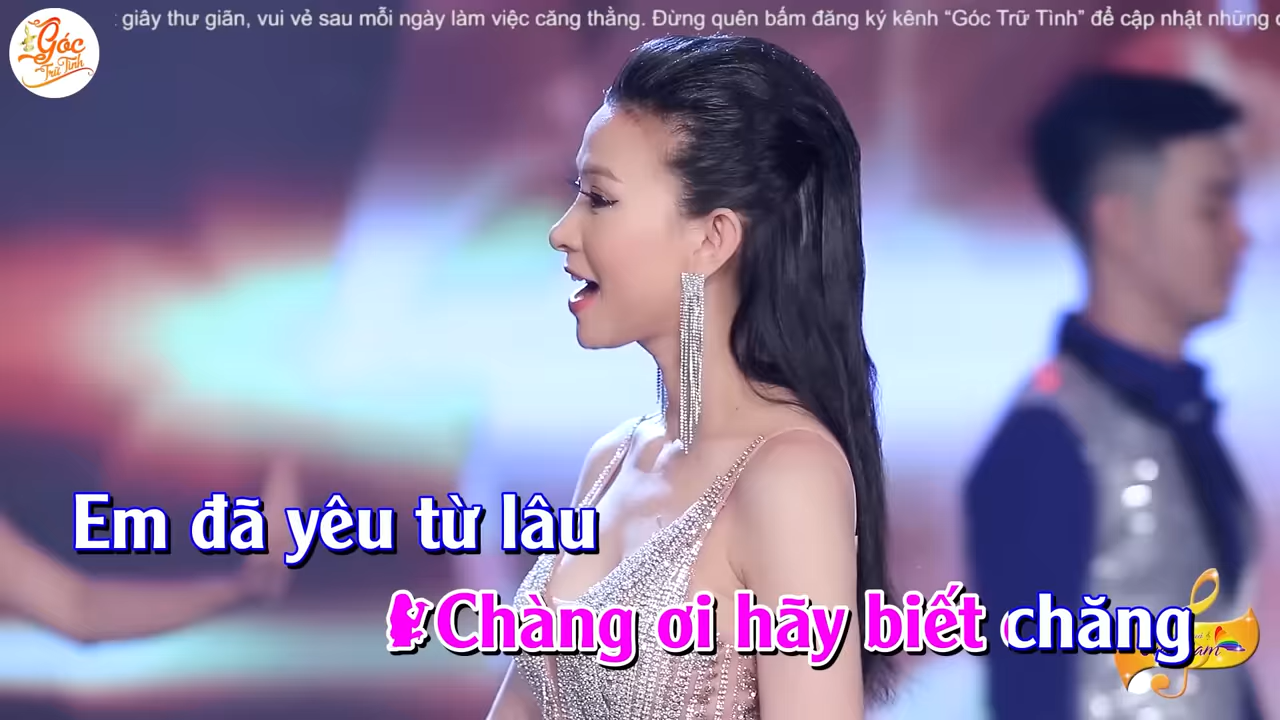 giây thư giãn, vui vẻ sau mỗi ngày làm việc căng thẳng. Đừng quên bấm đăng ký kênh “Góc Trữ Tình” để cập nhật những
Góc
Trữ Tình
Em đã yêu từ lâu
Chàng ơi hãy biết chăng